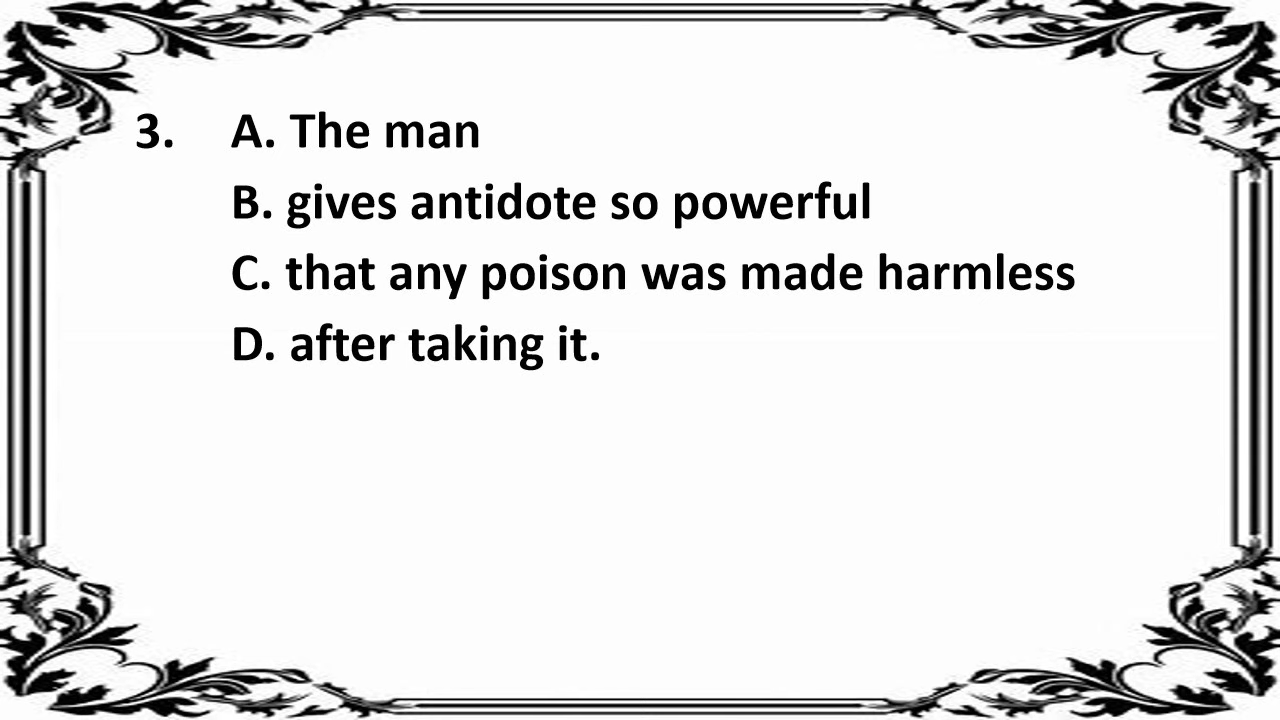 3. A. The man
B. gives antidote so powerful
C. that any poison was made harmless
D. after taking it.